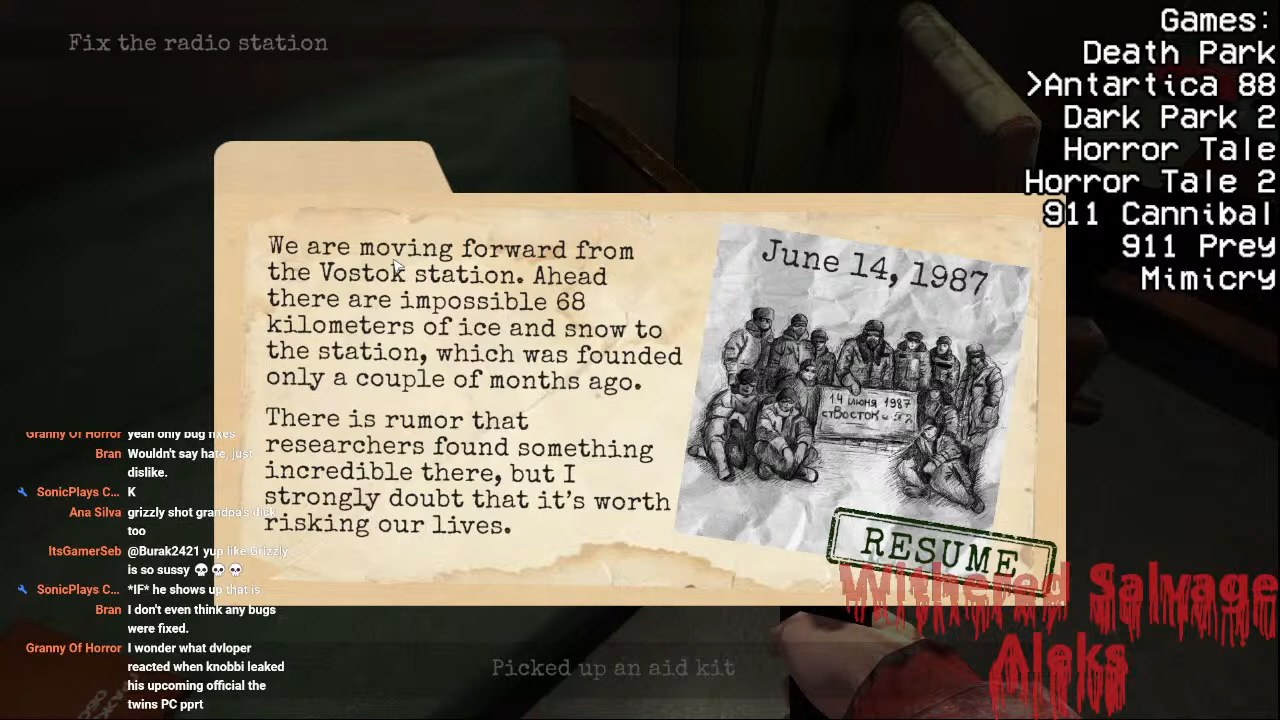 Fix the radio station
Games:
Death Park
>Antartica 88
Dark Park 2
Horror Tale
Horror Tale 2
911 Cannibal
911 Prey
Mimicry
We are moving forward from
the Vostok station. Ahead
there are impossible 68
kilometers of ice and snow to
the station, which was founded
only a couple of months ago.
There is rumor that
researchers found something
incredible there, but I
strongly doubt that it's worth
risking our lives.
June 14, 1987
14 июня 1987
стВосток
RESUME
Granny Of Horror yeah only bug fixes
Bran Wouldn't say hate, just
dislike.
SonicPlays C... K
Ana Silva grizzly shot grandpa's dick
too
ItsGamerSeb @Burak2421 yup like Grizzly
is so sussy 💀💀💀
SonicPlays C... *IF* he shows up that is.
Bran I don't even think any bugs
were fixed.
Granny Of Horror I wonder what dvloper
reacted when knobbi leaked
his upcoming official the
twins PC pprt
Picked up an aid kit
Withered Salvage
Aleks